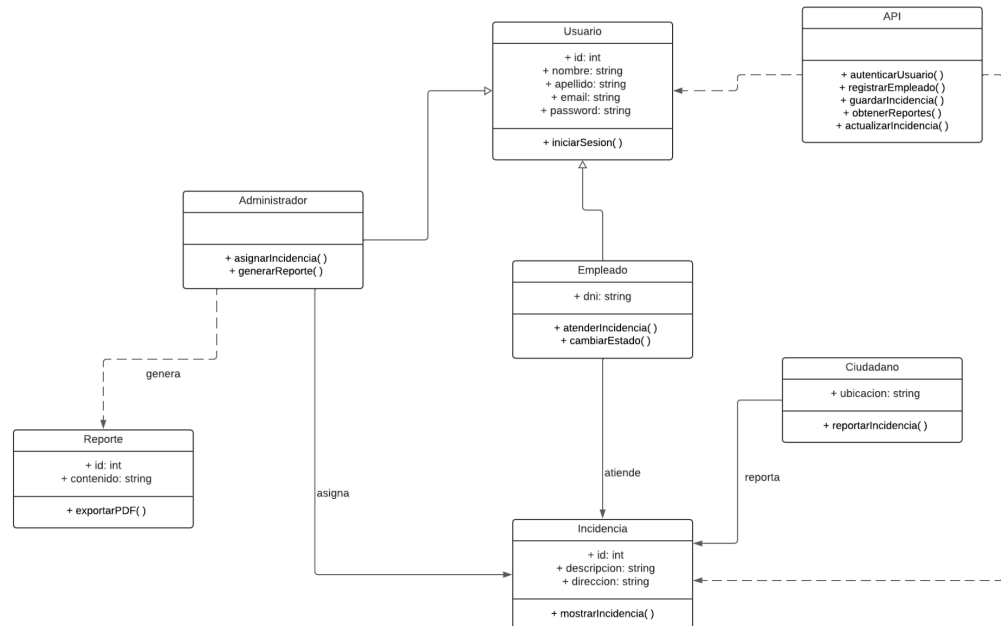 Usuario
+ id: int
+ nombre: string
+ apellido: string
+ email: string
+ password: string
+ iniciarSesion( )
API
+ autenticarUsuario( )
+ registrarEmpleado( )
+ guardarIncidencia( )
+ obtenerReportes( )
+ actualizarIncidencia( )
Administrador
+ asignarIncidencia( )
+ generarReporte( )
Empleado
+ dni: string
+ atenderIncidencia( )
+ cambiarEstado( )
Ciudadano
+ ubicacion: string
+ reportarIncidencia( )
genera
Reporte
+ id: int
+ contenido: string
+ exportarPDF( )
asigna
atiende
reporta
Incidencia
+ id: int
+ descripcion: string
+ direccion: string
+ mostrarIncidencia( )